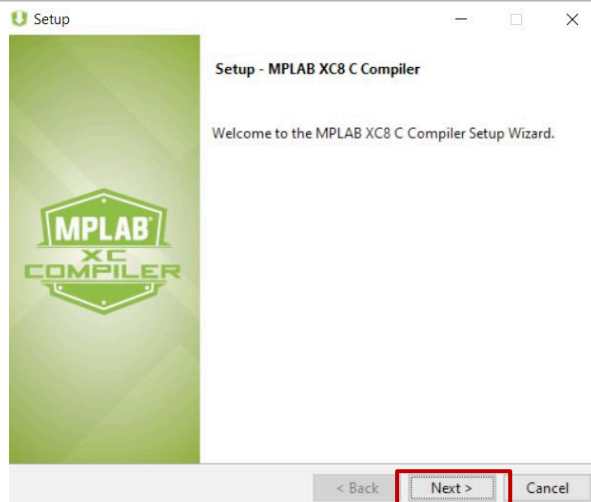 Setup
Setup - MPLAB XC8 C Compiler
Welcome to the MPLAB XC8 C Compiler Setup Wizard.
MPLAB
XC
COMPILER
< Back Next > Cancel